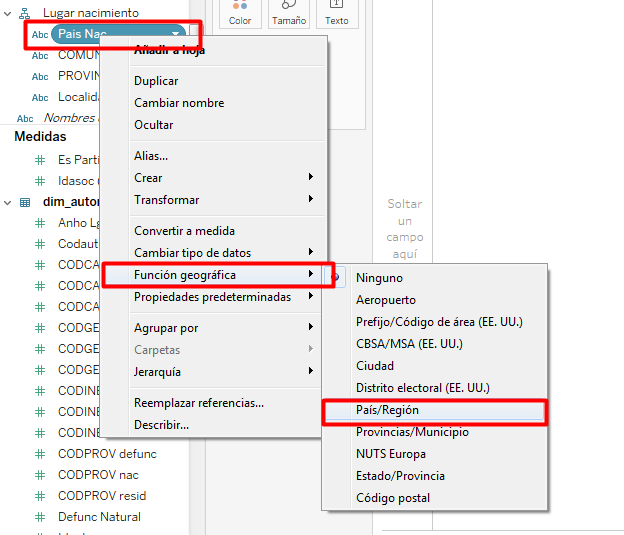 Lugar nacimiento
Abc Pais Nac
Abc COMUN
Abc PROVIN
Abc Localida
Abc Nombres
Medidas
Es Parti
Idasoc (
dim_autor
Anho Lg
Codaut
CODCA
CODCA
CODCA
CODGE
CODGE
CODGE
CODINE
CODINE
CODINE
CODPROV defunc
CODPROV nac
CODPROV resid
Defunc Natural
Color
Tamaño
Texto
Añadir a hoja
Duplicar
Cambiar nombre
Ocultar
Alias...
Crear
Transformar
Convertir a medida
Cambiar tipo de datos
Función geográfica
Propiedades predeterminadas
Agrupar por
Carpetas
Jerarquía
Reemplazar referencias...
Describir...
Soltar
un
campo
aquí
Ninguno
Aeropuerto
Prefijo/Código de área (EE. UU.)
CBSA/MSA (EE. UU.)
Ciudad
Distrito electoral (EE. UU.)
País/Región
Provincias/Municipio
NUTS Europa
Estado/Provincia
Código postal